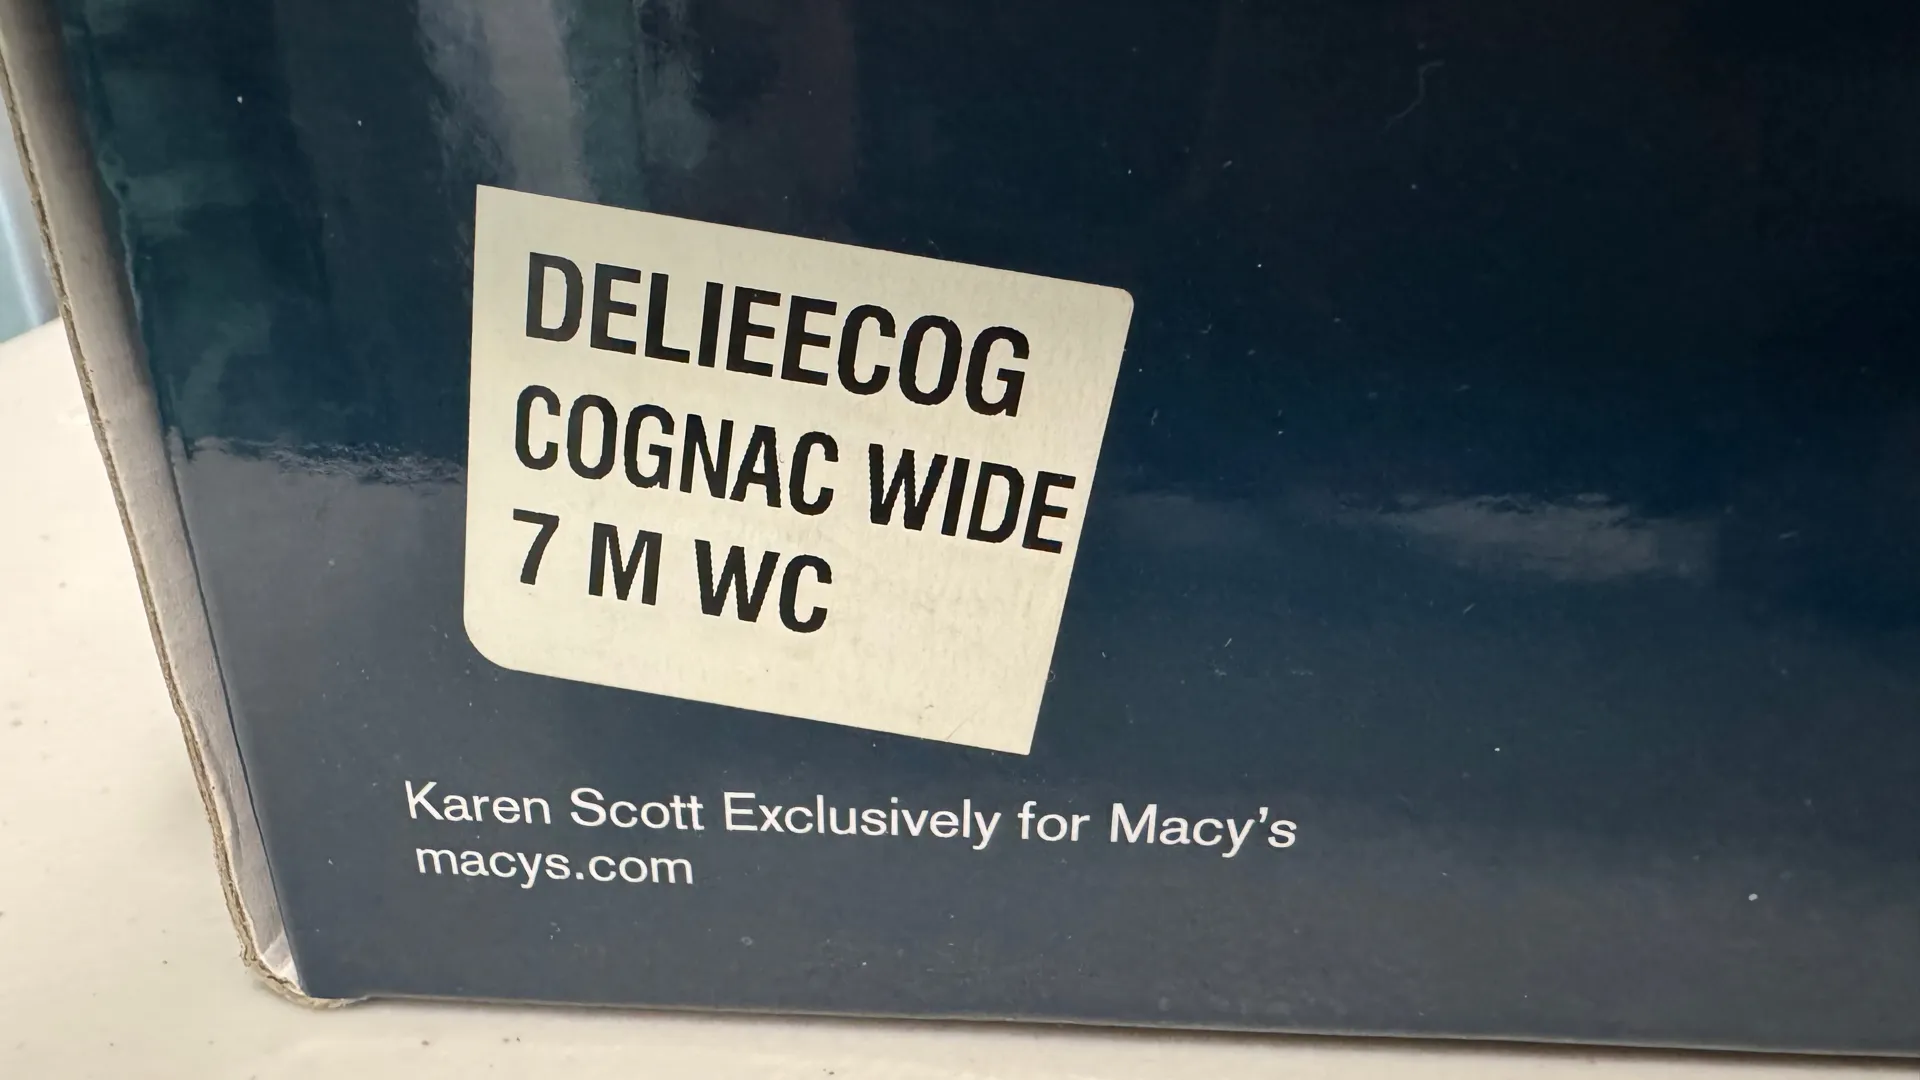 DELIEECOG
COGNAC WIDE
7 M WC
Karen Scott Exclusively for Macy's
macys.com